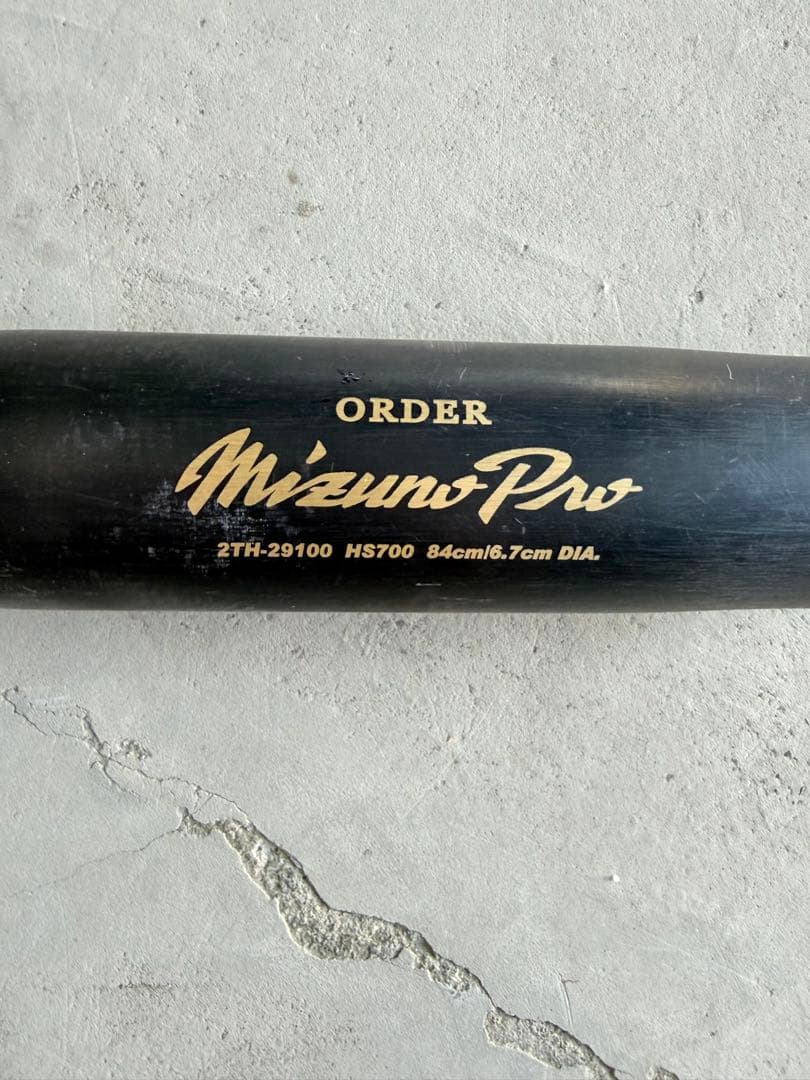 ORDER
Mizuno Pro
2TH-29100 HS700 84cm/6.7cm DIA.